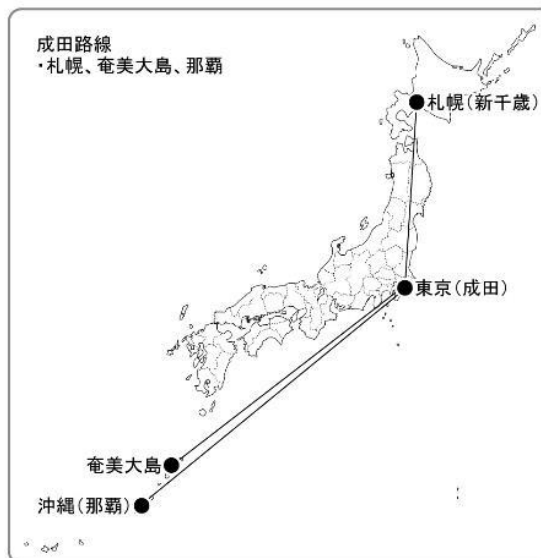 成田路線
・札幌、奄美大島、那覇
札幌(新千歳)
東京(成田)
奄美大島
沖縄(那覇)